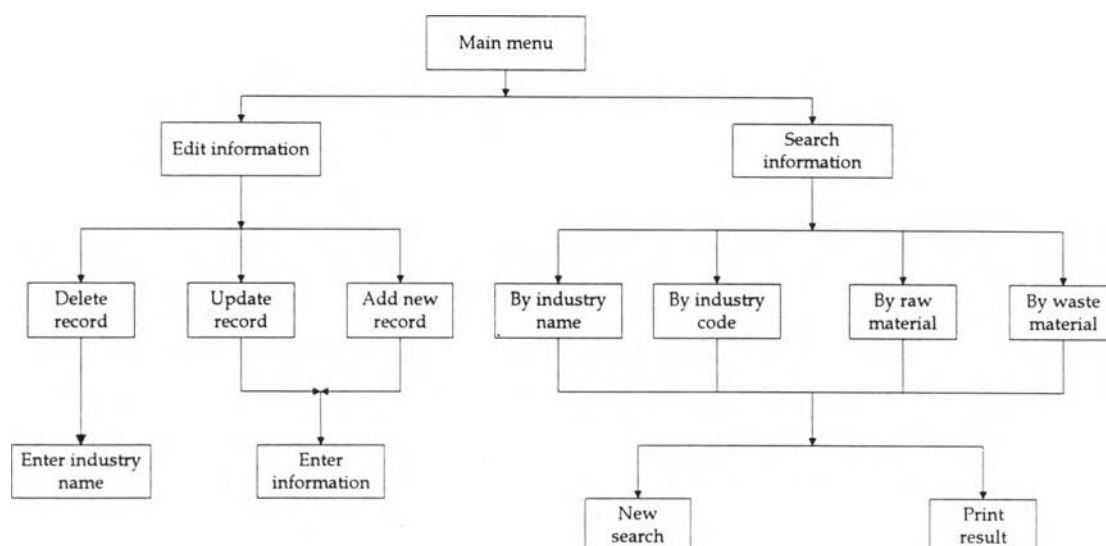 Main menu
Edit information
Search
information
Delete
record
Update
record
Add new
record
By industry
name
By industry
code
By raw
material
By waste
material
Enter industry
name
Enter
information
New
search
Print
result